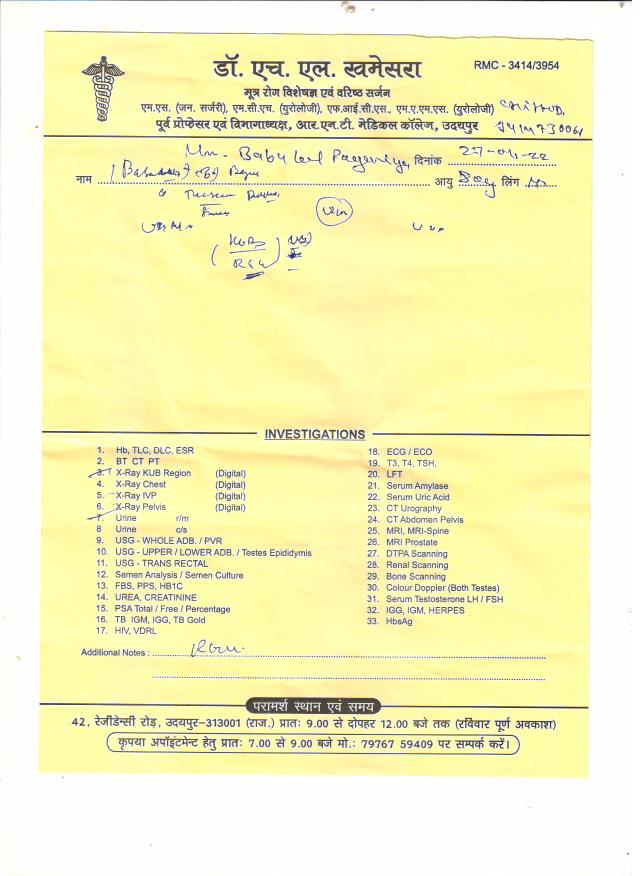 डॉ. एच. एल. खमेसरा
RMC - 3414/3954
मूत्र रोग विशेषज्ञ एवं वरिष्ठ सर्जन
एम.एस. (जन. सर्जरी), एम.सी.एच. (यूरोलोजी), एफ.आई.सी.एस., एम.ए.एम.एस. (यूरोलोजी)
पूर्व प्रोफेसर एवं विभागाध्यक्ष, आर.एन.टी. मेडिकल कॉलेज, उदयपुर
Babu Lal दिनांक
नाम आयु लिंग
INVESTIGATIONS
1. Hb, TLC, DLC, ESR
2. BT CT PT
3. X-Ray KUB Region (Digital)
4. X-Ray Chest (Digital)
5. X-Ray IVP (Digital)
6. X-Ray Pelvis (Digital)
7. Urine r/m
8 Urine c/s
9. USG - WHOLE ADB. / PVR
10. USG - UPPER / LOWER ADB. / Testes Epididymis
11. USG - TRANS RECTAL
12. Semen Analysis / Semen Culture
13. FBS, PPS, HB1C
14. UREA, CREATININE
15. PSA Total / Free / Percentage
16. TB IGM, IGG, TB Gold
17. HIV, VDRL
18. ECG / ECO
19. T3, T4, TSH,
20. LFT
21. Serum Amylase
22. Serum Uric Acid
23. CT Urography
24. CT Abdomen Pelvis
25. MRI, MRI-Spine
26. MRI Prostate
27. DTPA Scanning
28. Renal Scanning
29. Bone Scanning
30. Colour Doppler (Both Testes)
31. Serum Testosterone LH / FSH
32. IGG, IGM, HERPES
33. HbsAg
Additional Notes :
परामर्श स्थान एवं समय
42, रेजीडेन्सी रोड़, उदयपुर-313001 (राज.) प्रातः 9.00 से दोपहर 12.00 बजे तक (रविवार पूर्ण अवकाश)
कृपया अपॉइंटमेन्ट हेतु प्रातः 7.00 से 9.00 बजे मो.: 79767 59409 पर सम्पर्क करें।